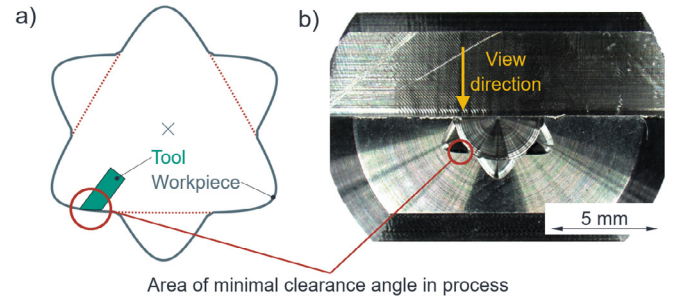 a)
Tool
Workpiece
b)
View
direction
5 mm
Area of minimal clearance angle in process